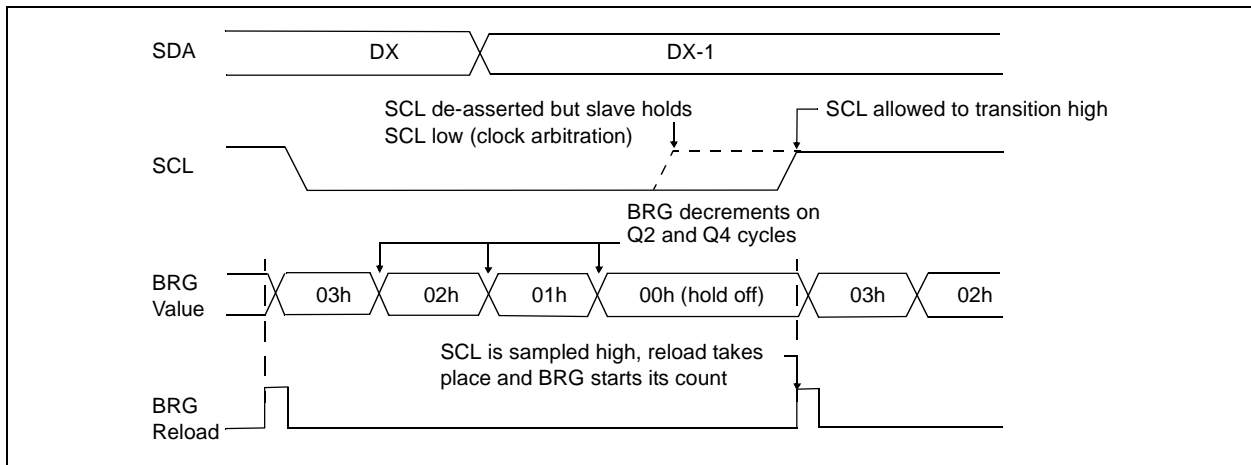 SDA
DX
DX-1
SCL de-asserted but slave holds
SCL low (clock arbitration)
SCL allowed to transition high
SCL
BRG decrements on
Q2 and Q4 cycles
BRG
Value
03h
02h
01h
00h (hold off)
03h
02h
SCL is sampled high, reload takes
place and BRG starts its count
BRG
Reload